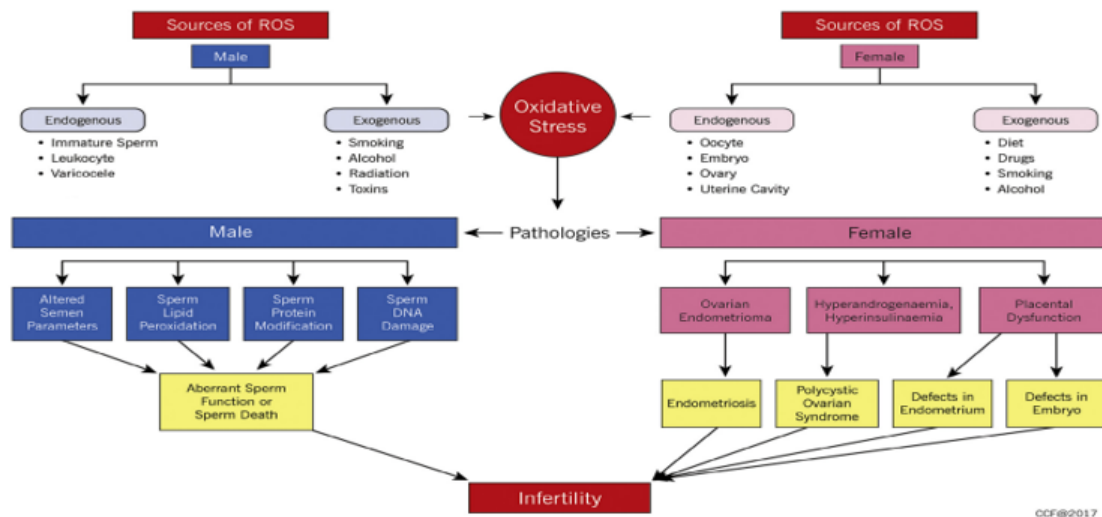 Sources of ROS
Sources of ROS
Male
Female
Oxidative
Stress
Endogenous
Exogenous
Endogenous
Exogenous
• Immature Sperm
• Leukocyte
• Varicocele
• Smoking
• Alcohol
• Radiation
• Toxins
• Oocyte
• Embryo
• Ovary
• Uterine Cavity
• Diet
• Drugs
• Smoking
• Alcohol
Male
Pathologies
Female
Altered
Semen
Parameters
Sperm
Lipid
Peroxidation
Sperm
Protein
Modification
Sperm
DNA
Damage
Ovarian
Endometrioma
Hyperandrogenaemia,
Hyperinsulinaemia
Placental
Dysfunction
Aberrant Sperm
Function or
Sperm Death
Endometriosis
Polycystic
Ovarian
Syndrome
Defects in
Endometrium
Defects in
Embryo
Infertility
CCF@2017